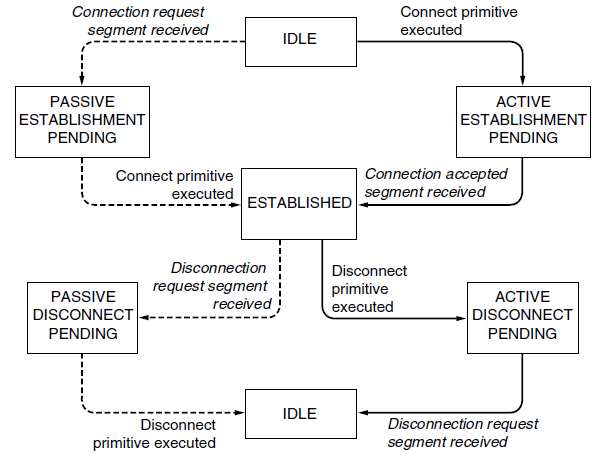 Connection request
segment received
IDLE
Connect primitive
executed
PASSIVE
ESTABLISHMENT
PENDING
ACTIVE
ESTABLISHMENT
PENDING
Connect primitive
executed
ESTABLISHED
Connection accepted
segment received
Disconnection
request segment
received
Disconnect
primitive
executed
PASSIVE
DISCONNECT
PENDING
ACTIVE
DISCONNECT
PENDING
IDLE
Disconnect
primitive executed
Disconnection request
segment received